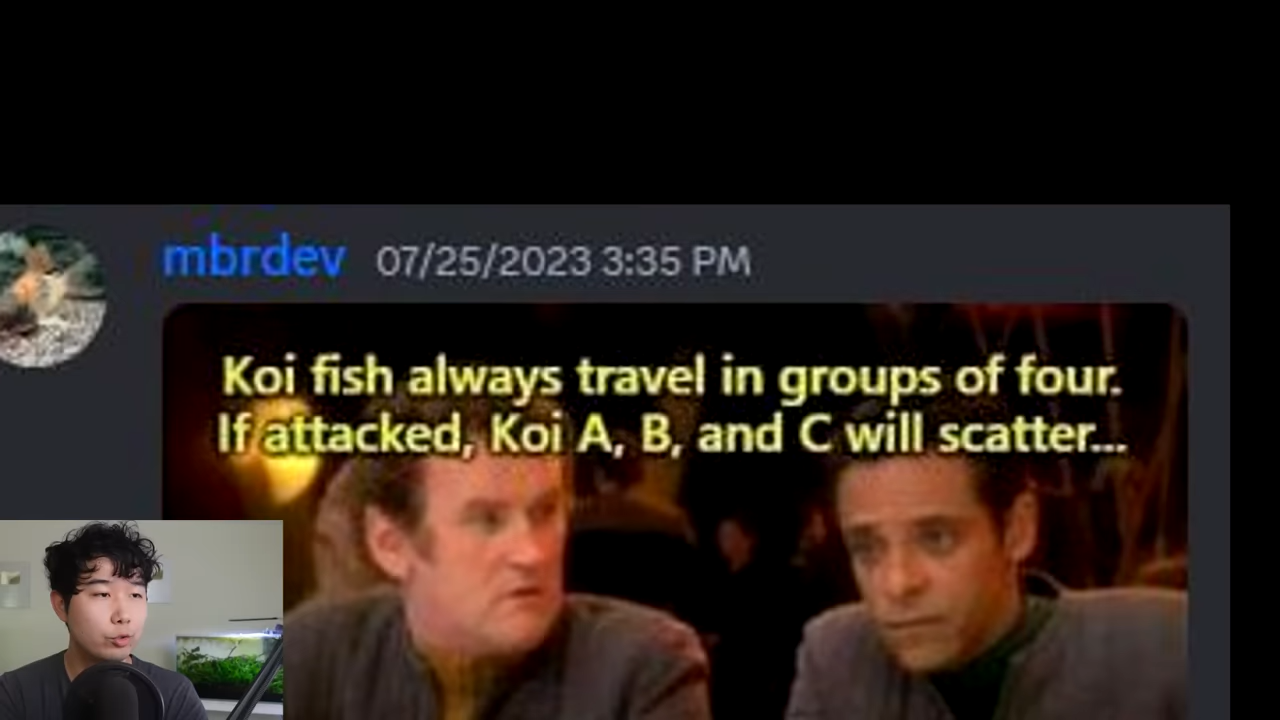 mbrdev 07/25/2023 3:35 PM
Koi fish always travel in groups of four.
If attacked, Koi A, B, and C will scatter...